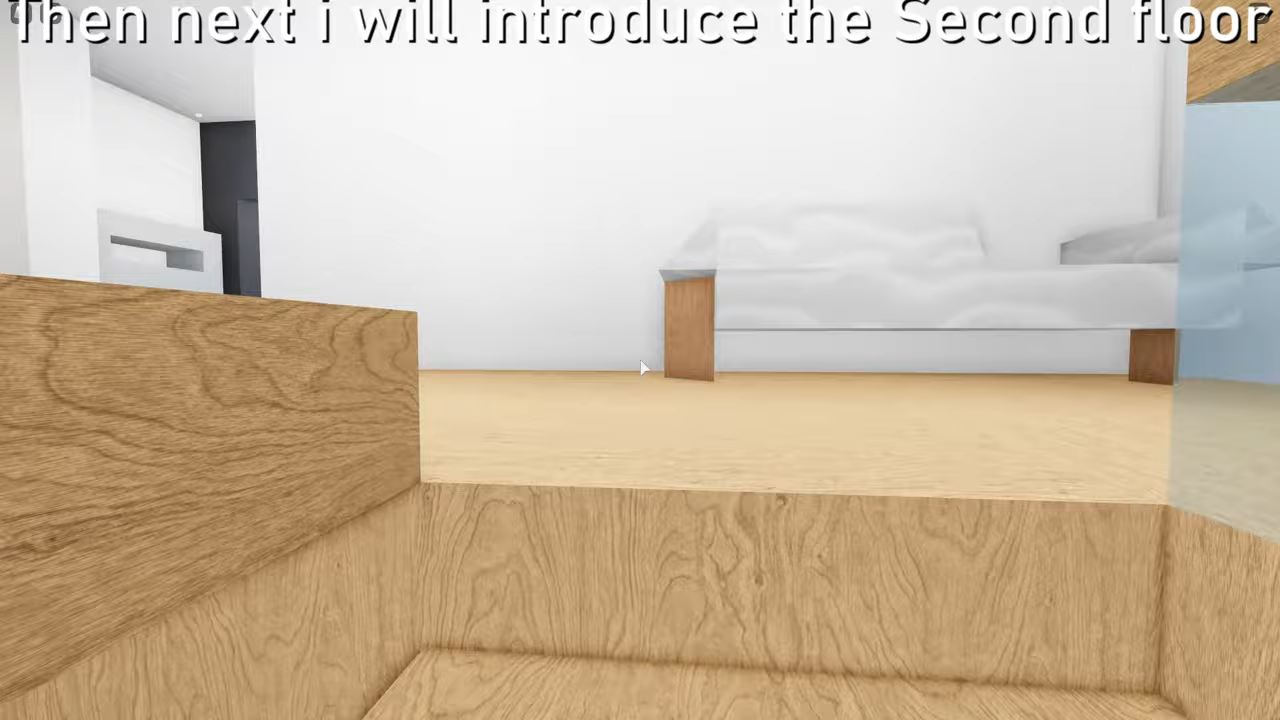 Then next i will introduce the Second floor